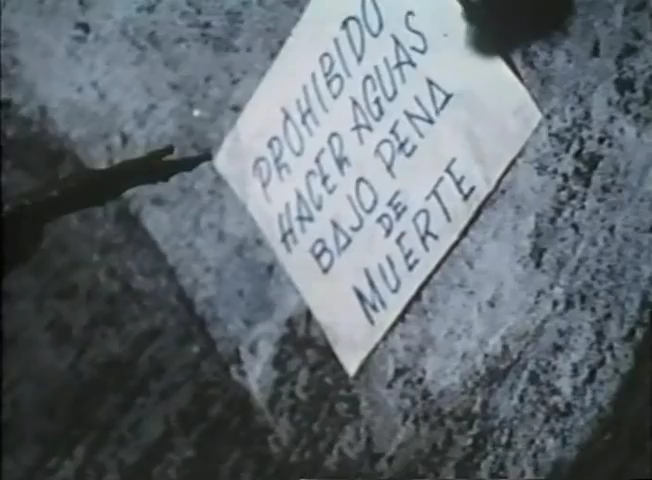 PROHIBIDO
HACER AGUAS
BAJO PENA
DE
MUERTE